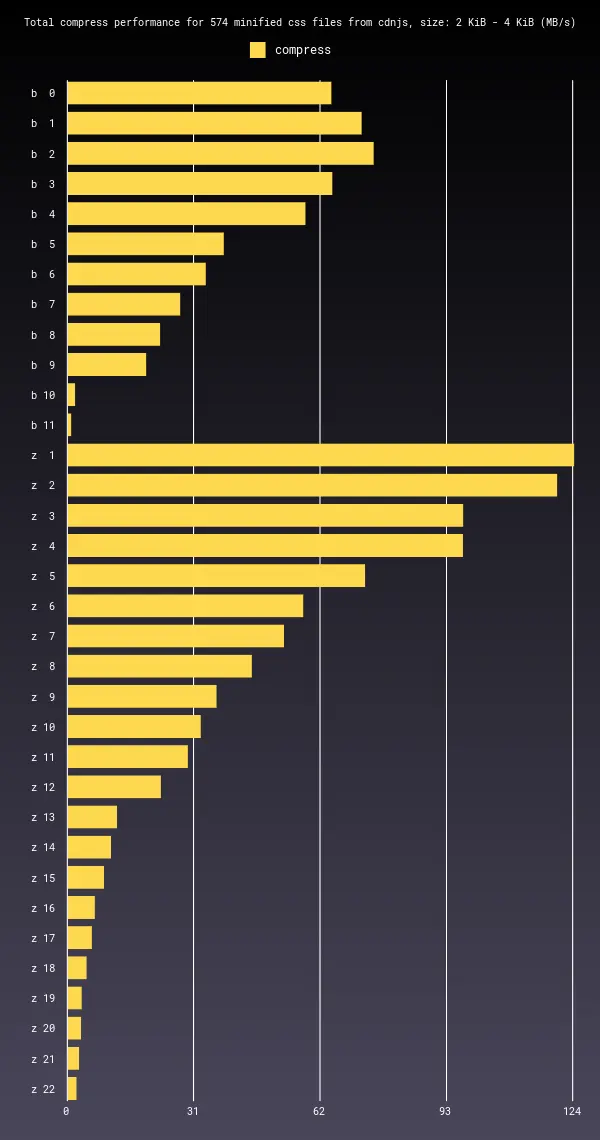 Total compress performance for 574 minified css files from cdnjs, size: 2 KiB - 4 KiB (MB/s)
compress
b 0
b 1
b 2
b 3
b 4
b 5
b 6
b 7
b 8
b 9
b 10
b 11
z 1
z 2
z 3
z 4
z 5
z 6
z 7
z 8
z 9
z 10
z 11
z 12
z 13
z 14
z 15
z 16
z 17
z 18
z 19
z 20
z 21
z 22
0 31 62 93 124